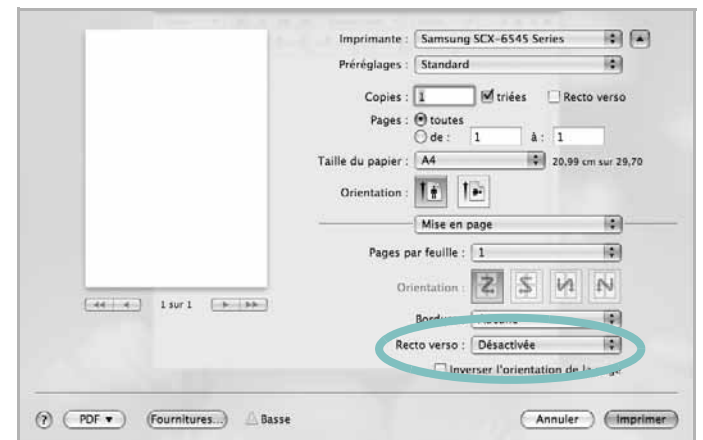 Imprimante : Samsung SCX-6545 Series
Préréglages : Standard
Copies : 1 triées Recto verso
Pages : toutes
de : 1 à : 1
Taille du papier : A4 20,99 cm sur 29,70
Orientation :
Mise en page
Pages par feuille : 1
Orientation :
1 sur 1
Recto verso : Désactivée
Inverser l'orientation de la page
? PDF Fournitures... Basse Annuler Imprimer